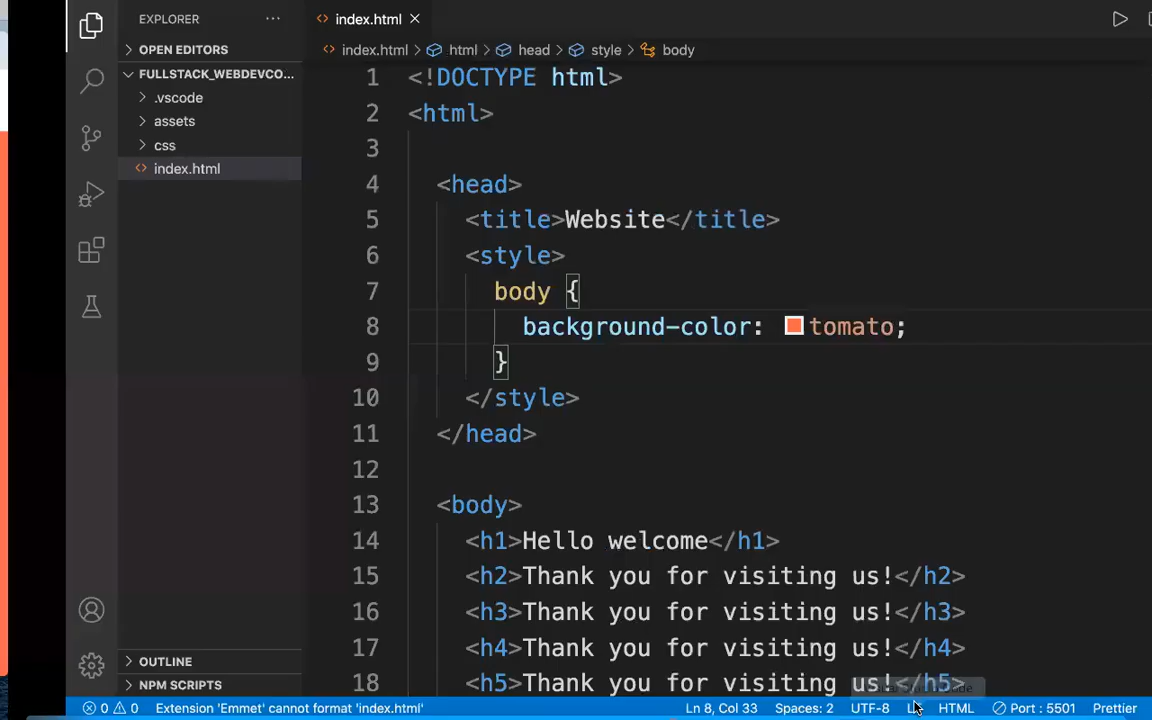 EXPLORER
index.html
OPEN EDITORS
index.html > html > head > style > body
FULLSTACK_WEBDEVCO...
.vscode
assets
css
index.html
1 <!DOCTYPE html>
2 <html>
3
4 <head>
5 <title>Website</title>
6 <style>
7 body {
8 background-color: tomato;
9 }
10 </style>
11 </head>
12
13 <body>
14 <h1>Hello welcome</h1>
15 <h2>Thank you for visiting us!</h2>
16 <h3>Thank you for visiting us!</h3>
17 <h4>Thank you for visiting us!</h4>
18 <h5>Thank you for visiting us!</h5>
OUTLINE
NPM SCRIPTS
0 0 Extension 'Emmet' cannot format 'index.html' Ln 8, Col 33 Spaces: 2 UTF-8 HTML Port : 5501 Prettier